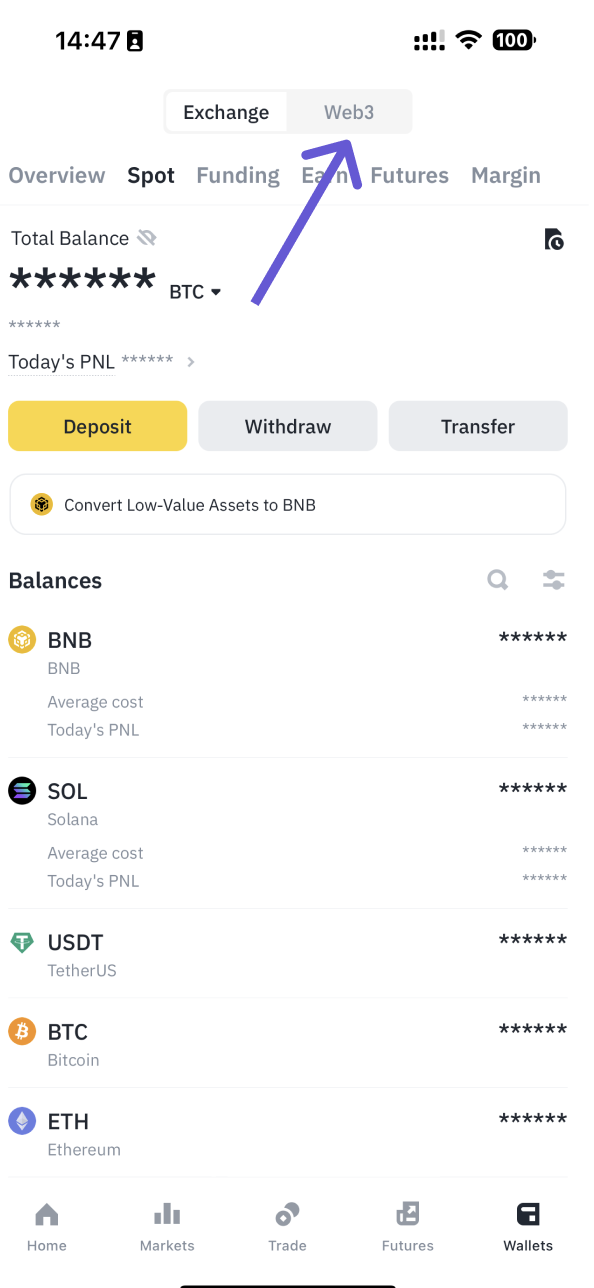 14:47 100
Exchange Web3
Overview Spot Funding Earn Futures Margin
Total Balance
****** BTC
******
Today's PNL ******
Deposit Withdraw Transfer
Convert Low-Value Assets to BNB
Balances
BNB ******
BNB
Average cost ******
Today's PNL ******
SOL ******
Solana
Average cost ******
Today's PNL ******
USDT ******
TetherUS
BTC ******
Bitcoin
ETH ******
Ethereum
Home Markets Trade Futures Wallets